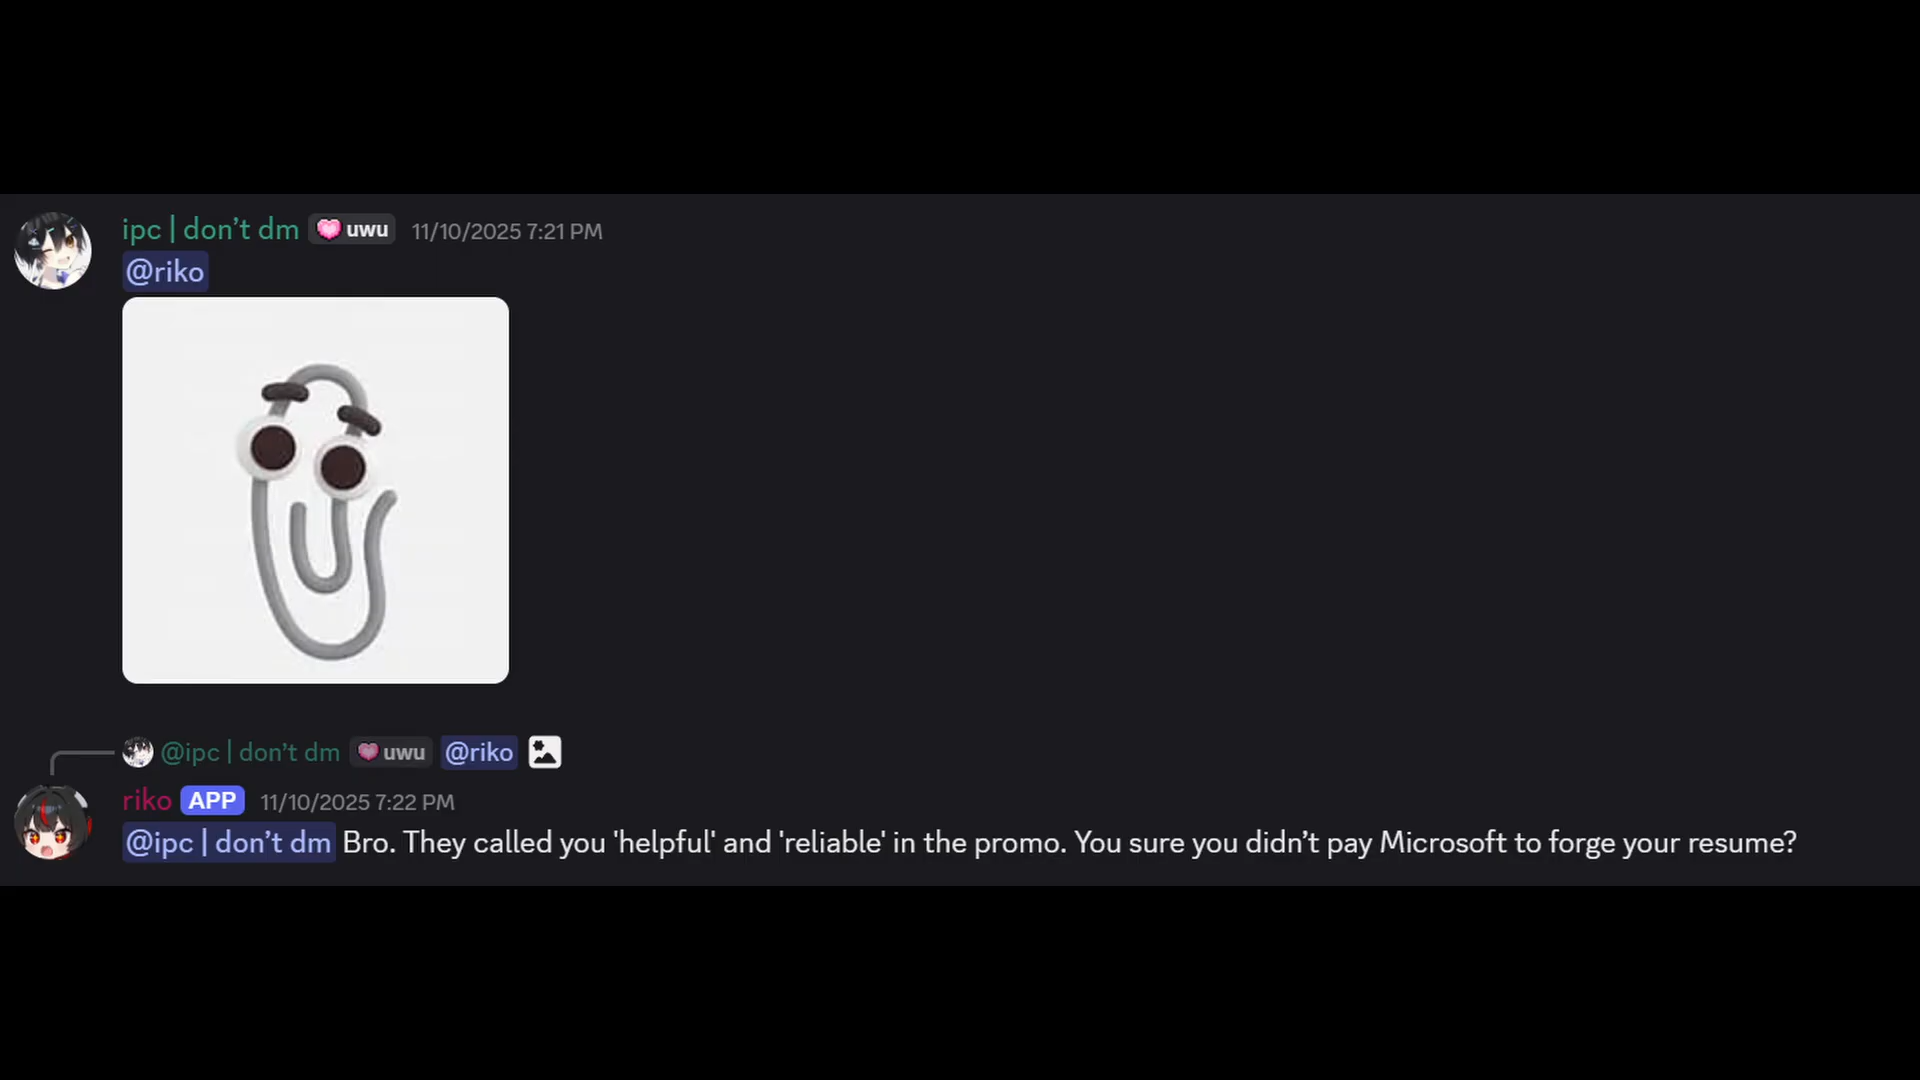 ipc | don’t dm uwu 11/10/2025 7:21 PM
@riko
@ipc | don’t dm uwu @riko
riko APP 11/10/2025 7:22 PM
@ipc | don’t dm Bro. They called you 'helpful' and 'reliable' in the promo. You sure you didn’t pay Microsoft to forge your resume?